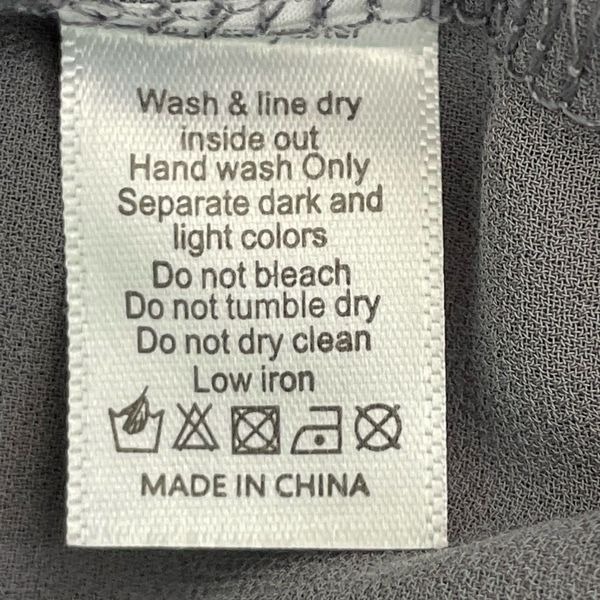 Wash & line dry
inside out
Hand wash Only
Separate dark and
light colors
Do not bleach
Do not tumble dry
Do not dry clean
Low iron
MADE IN CHINA